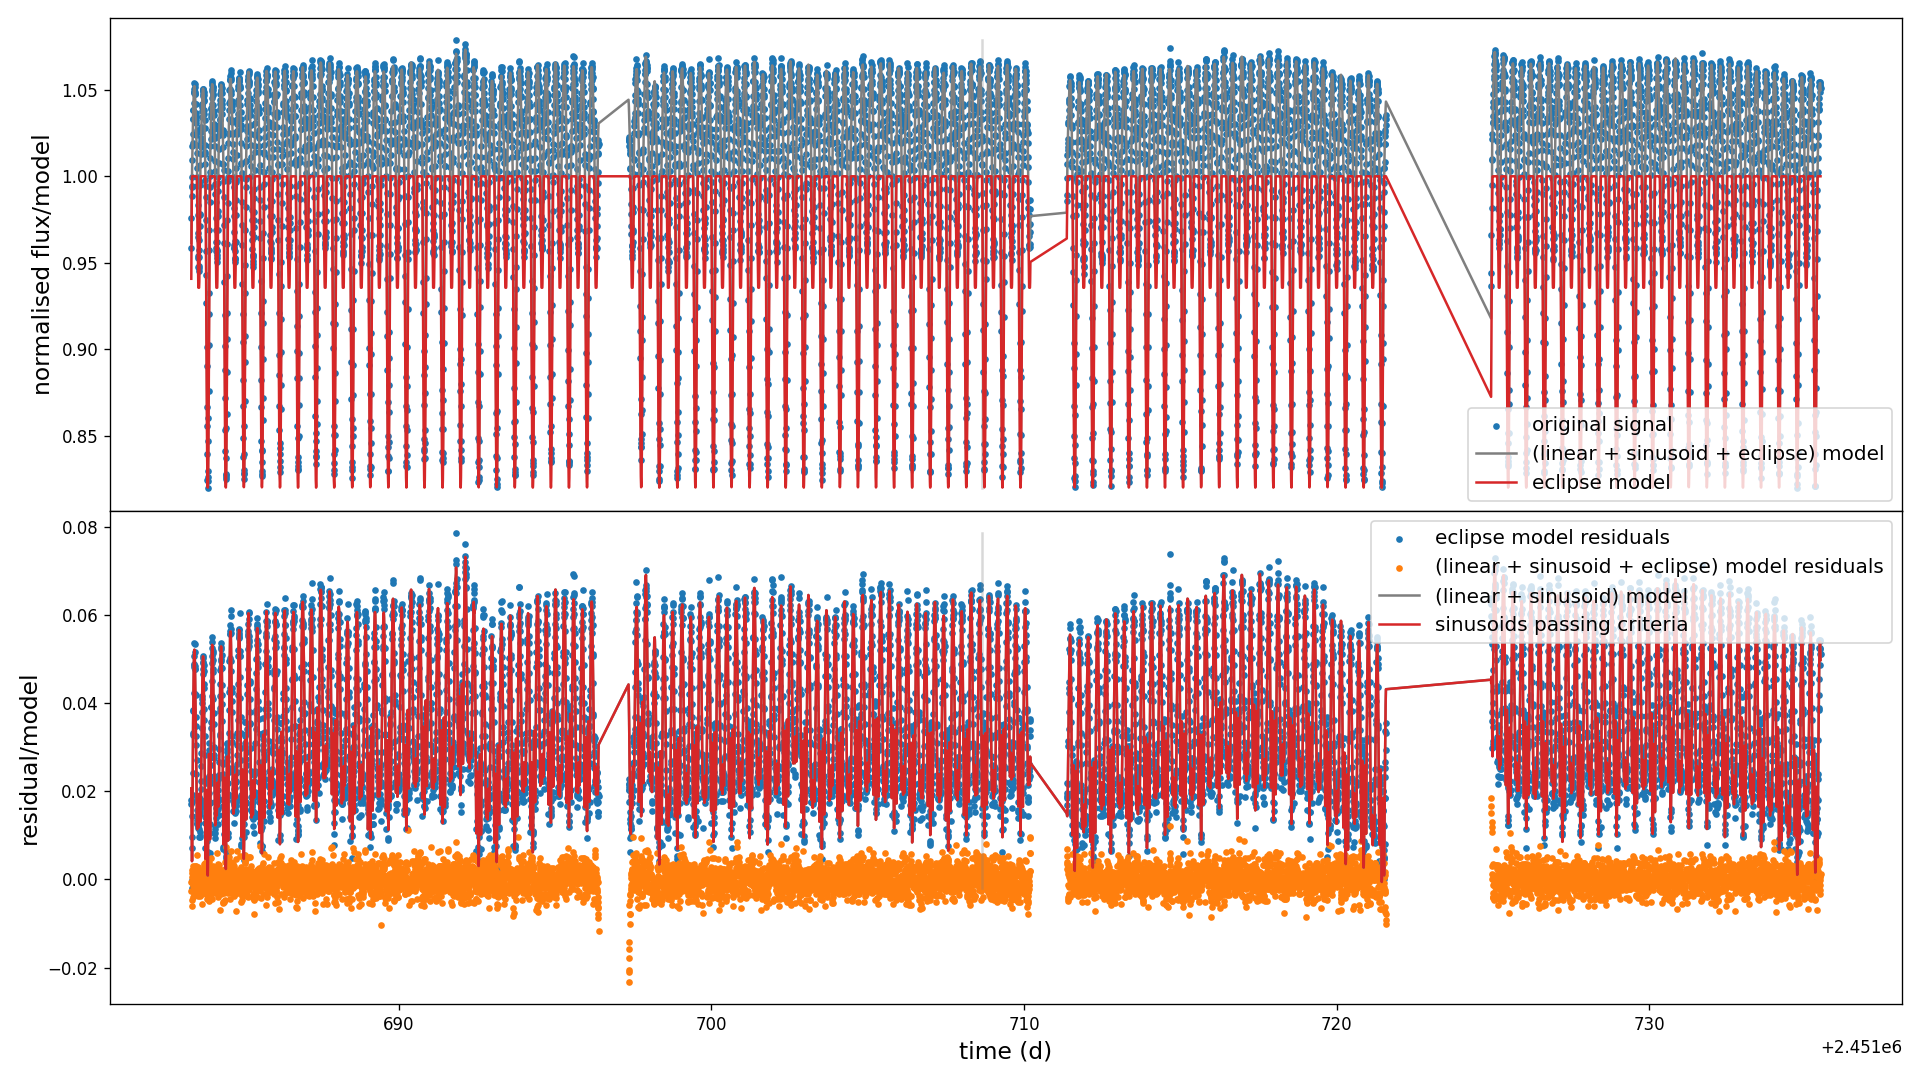 normalised flux/model
1.05
1.00
0.95
0.90
0.85
original signal
(linear + sinusoid + eclipse) model
eclipse model
residual/model
0.08
0.06
0.04
0.02
0.00
−0.02
eclipse model residuals
(linear + sinusoid + eclipse) model residuals
(linear + sinusoid) model
sinusoids passing criteria
690
700
710
720
730
time (d)
+2.451e6